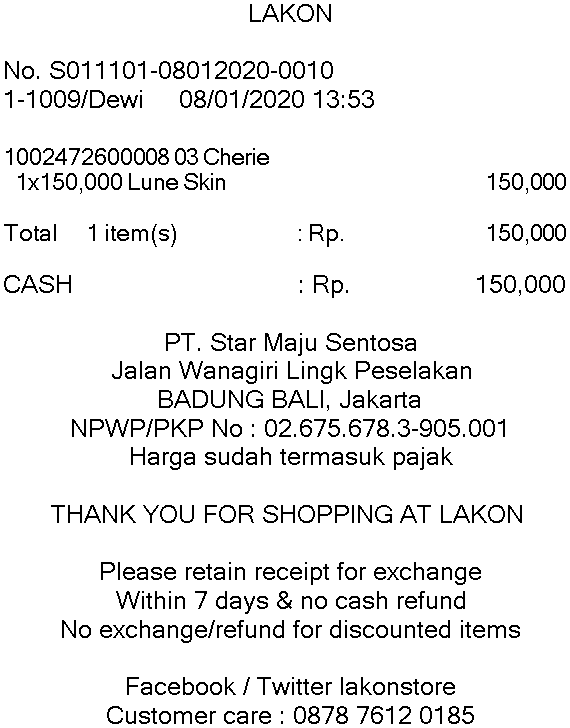 LAKON
No. S011101-08012020-0010
1-1009/Dewi 08/01/2020 13:53
1002472600008 03 Cherie
1x150,000 Lune Skin 150,000
Total 1 item(s) : Rp. 150,000
CASH : Rp. 150,000
PT. Star Maju Sentosa
Jalan Wanagiri Lingk Peselakan
BADUNG BALI, Jakarta
NPWP/PKP No : 02.675.678.3-905.001
Harga sudah termasuk pajak
THANK YOU FOR SHOPPING AT LAKON
Please retain receipt for exchange
Within 7 days & no cash refund
No exchange/refund for discounted items
Facebook / Twitter lakonstore
Customer care : 0878 7612 0185